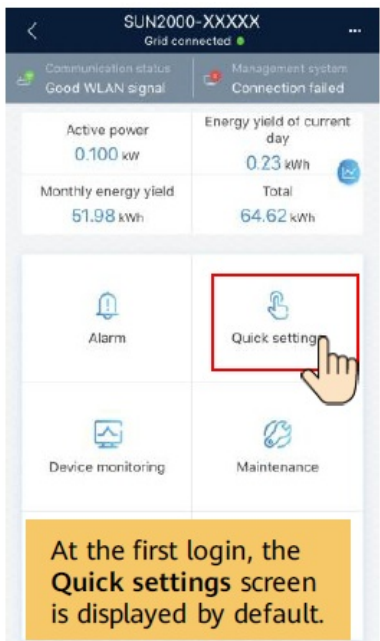 SUN2000-XXXXX
Grid connected
Communication status
Good WLAN signal
Management system
Connection failed
Active power
0.100 kW
Energy yield of current
day
0.23 kWh
Monthly energy yield
51.98 kWh
Total
64.62 kWh
Alarm
Quick settings
Device monitoring
Maintenance
At the first login, the
Quick settings screen
is displayed by default.